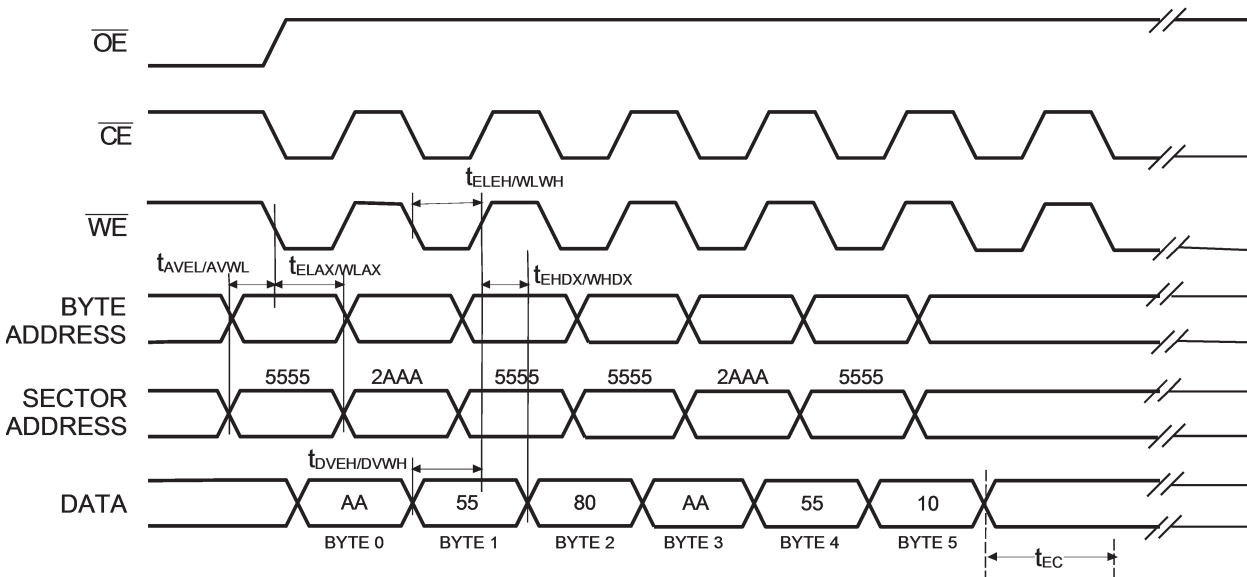 OE
CE
tELEH/WLWH
WE
tAVEL/AVWL tELAX/WLAX tEHDX/WHDX
BYTE
ADDRESS
5555 2AAA 5555 5555 2AAA 5555
SECTOR
ADDRESS
tDVEH/DVWH
DATA AA 55 80 AA 55 10
BYTE 0 BYTE 1 BYTE 2 BYTE 3 BYTE 4 BYTE 5
tEC